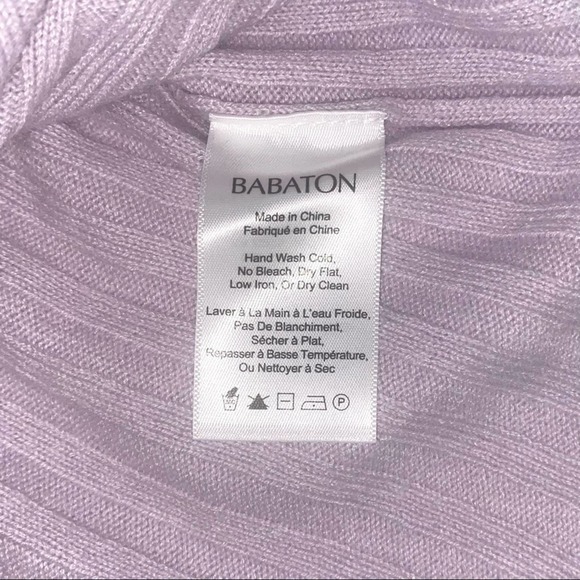 BABATON
Made in China
Fabriqué en Chine
Hand Wash Cold,
No Bleach, Dry Flat,
Low Iron, Or Dry Clean
Laver à La Main à L'eau Froide,
Pas De Blanchiment,
Sécher à Plat,
Repasser à Basse Température,
Ou Nettoyer à Sec
P